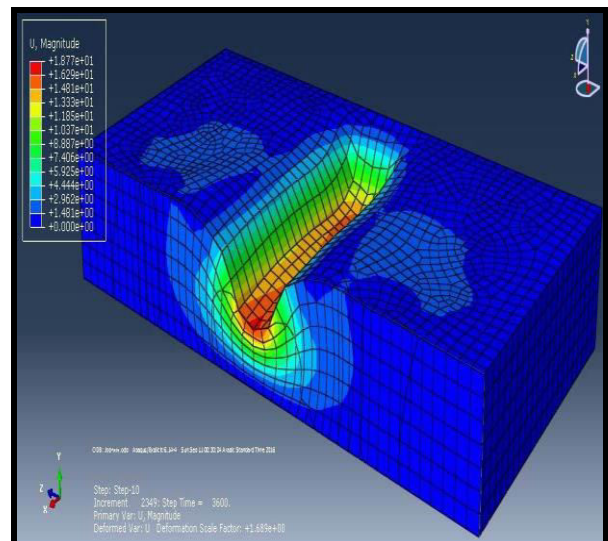 U, Magnitude
+1.877e+01
+1.629e+01
+1.481e+01
+1.333e+01
+1.185e+01
+1.037e+01
+8.887e+00
+7.406e+00
+5.925e+00
+4.444e+00
+2.962e+00
+1.481e+00
+0.000e+00
Standard Time 2016
Y
Z
X
Step: Step-10
Increment 2349: Step Time = 3600.
Primary Var: U, Magnitude
Deformed Var: U Deformation Scale Factor: +1.689e+00